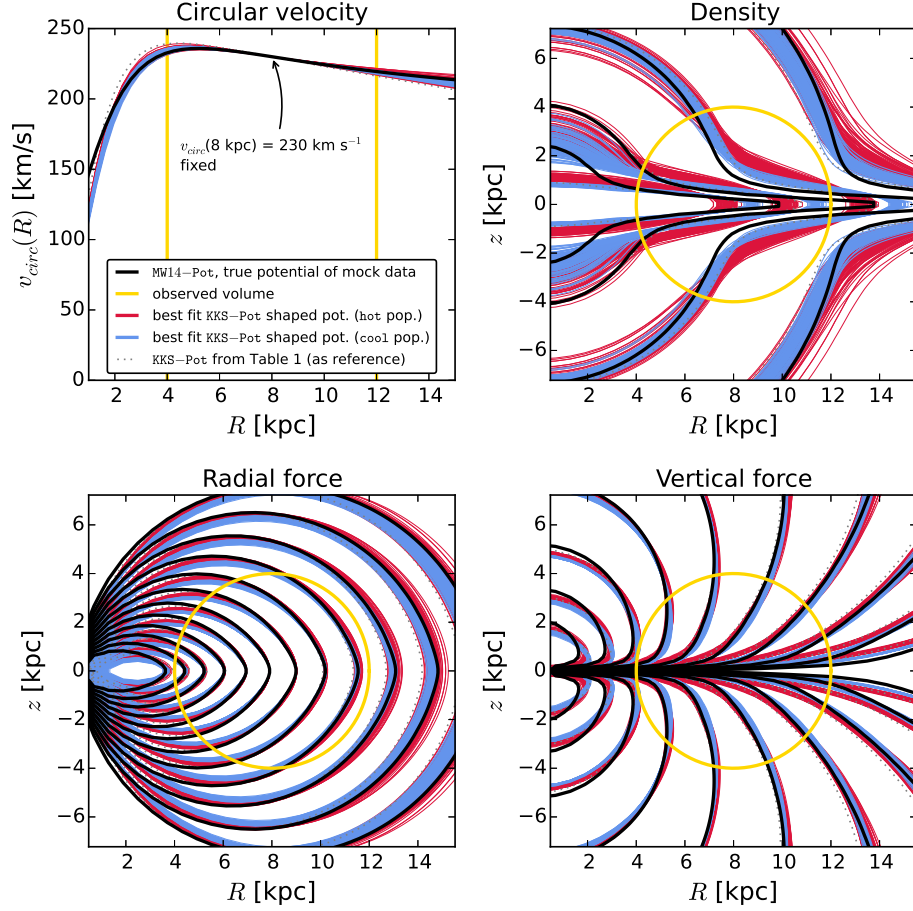 Circular velocity
250
200
150
100
50
0
v_circ(R) [km/s]
v_circ(8 kpc) = 230 km s⁻¹
fixed
MW14-Pot, true potential of mock data
observed volume
best fit KKS-Pot shaped pot. (hot pop.)
best fit KKS-Pot shaped pot. (cool pop.)
KKS-Pot from Table 1 (as reference)
2 4 6 8 10 12 14
R [kpc]
Density
6
4
2
0
−2
−4
−6
z [kpc]
2 4 6 8 10 12 14
R [kpc]
Radial force
6
4
2
0
−2
−4
−6
z [kpc]
2 4 6 8 10 12 14
R [kpc]
Vertical force
6
4
2
0
−2
−4
−6
z [kpc]
2 4 6 8 10 12 14
R [kpc]